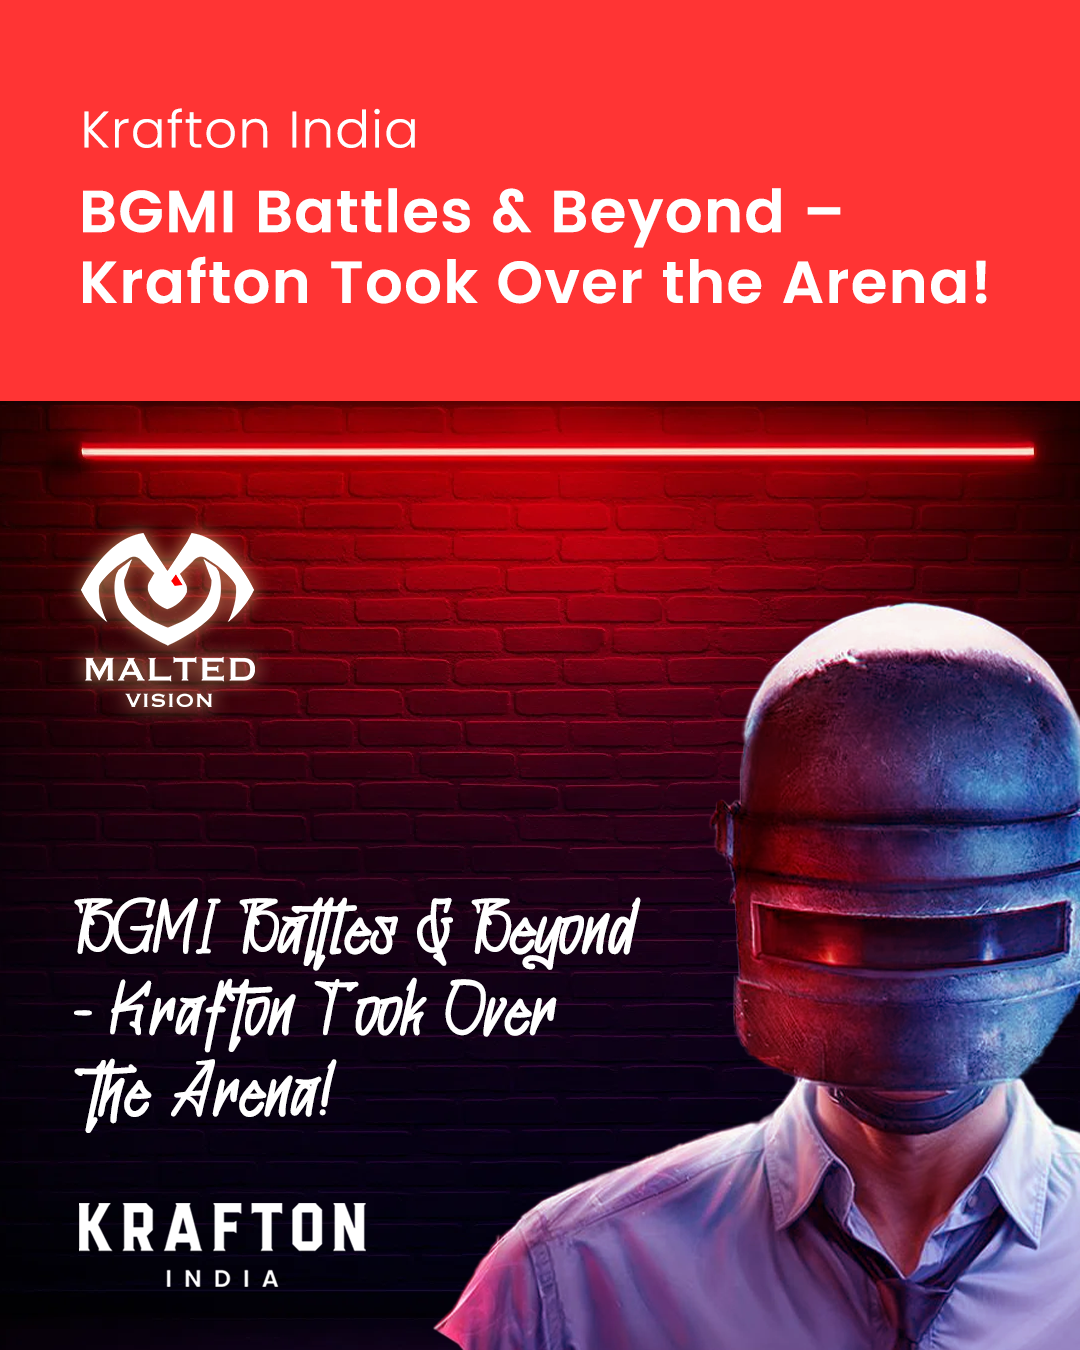 Krafton India
BGMI Battles & Beyond –
Krafton Took Over the Arena!
MALTED
VISION
BGMI Battles & Beyond
- Krafton Took Over
the Arena!
KRAFTON
INDIA